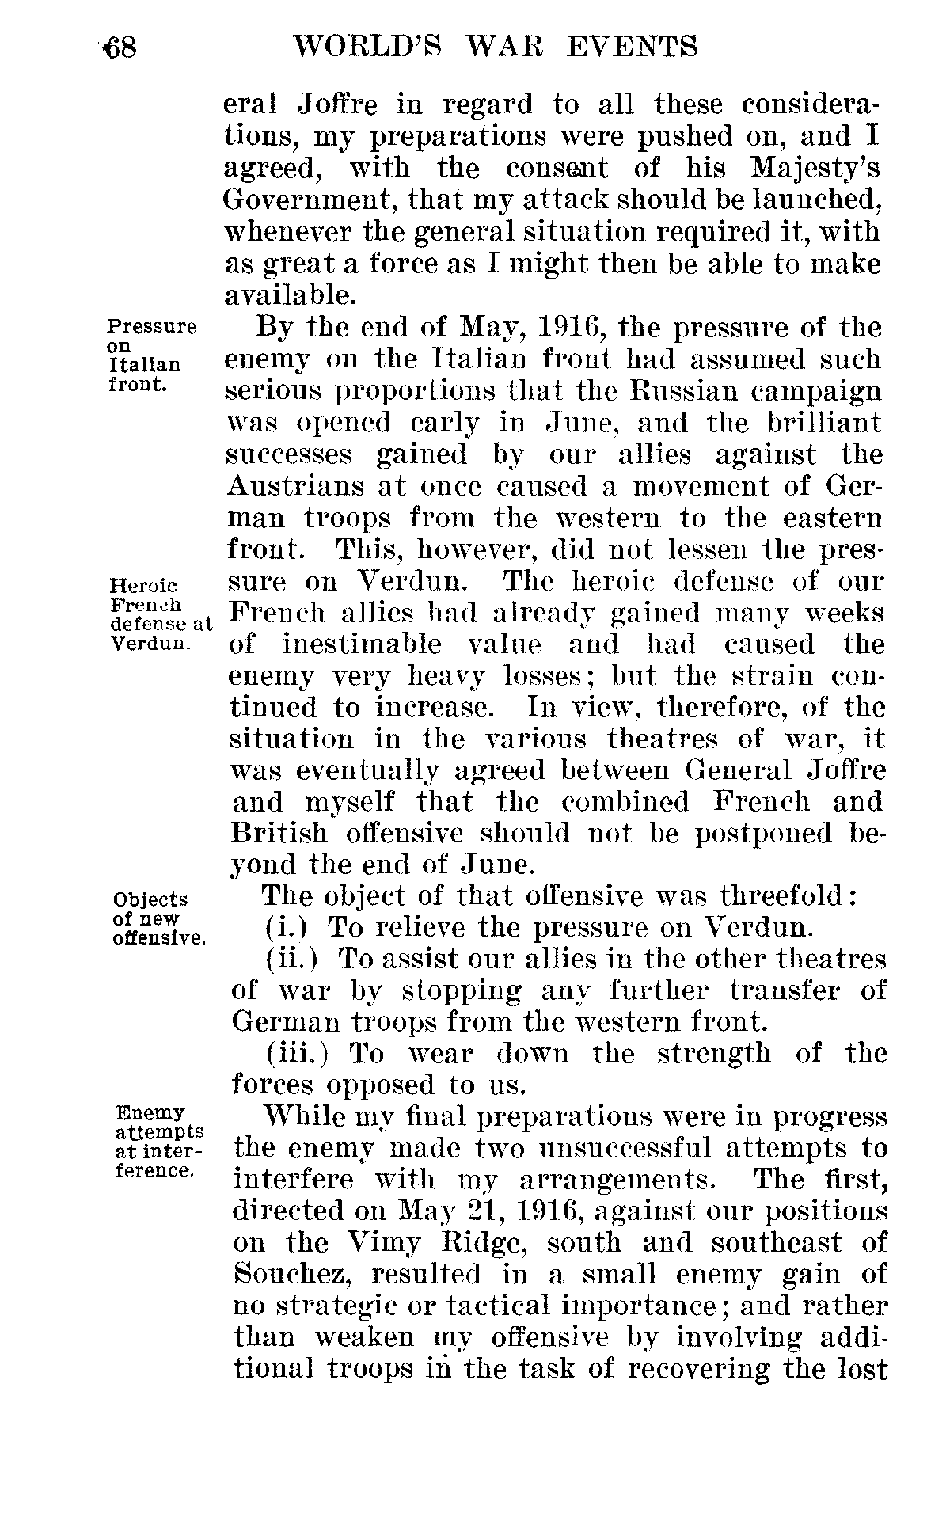 68 WORLD'S WAR EVENTS
eral Joffre in regard to all these considera-
tions, my preparations were pushed on, and I
agreed, with the consent of his Majesty's
Government, that my attack should be launched,
whenever the general situation required it, with
as great a force as I might then be able to make
available.
Pressure
on
Italian
front.
By the end of May, 1916, the pressure of the
enemy on the Italian front had assumed such
serious proportions that the Russian campaign
was opened early in June, and the brilliant
successes gained by our allies against the
Austrians at once caused a movement of Ger-
man troops from the western to the eastern
front. This, however, did not lessen the pres-
Heroic
French
defense at
Verdun.
sure on Verdun. The heroic defense of our
French allies had already gained many weeks
of inestimable value and had caused the
enemy very heavy losses; but the strain con-
tinued to increase. In view, therefore, of the
situation in the various theatres of war, it
was eventually agreed between General Joffre
and myself that the combined French and
British offensive should not be postponed be-
yond the end of June.
Objects
of new
offensive.
The object of that offensive was threefold:
(i.) To relieve the pressure on Verdun.
(ii.) To assist our allies in the other theatres
of war by stopping any further transfer of
German troops from the western front.
(iii.) To wear down the strength of the
forces opposed to us.
Enemy
attempts
at inter-
ference.
While my final preparations were in progress
the enemy made two unsuccessful attempts to
interfere with my arrangements. The first,
directed on May 21, 1916, against our positions
on the Vimy Ridge, south and southeast of
Souchez, resulted in a small enemy gain of
no strategic or tactical importance; and rather
than weaken my offensive by involving addi-
tional troops in the task of recovering the lost